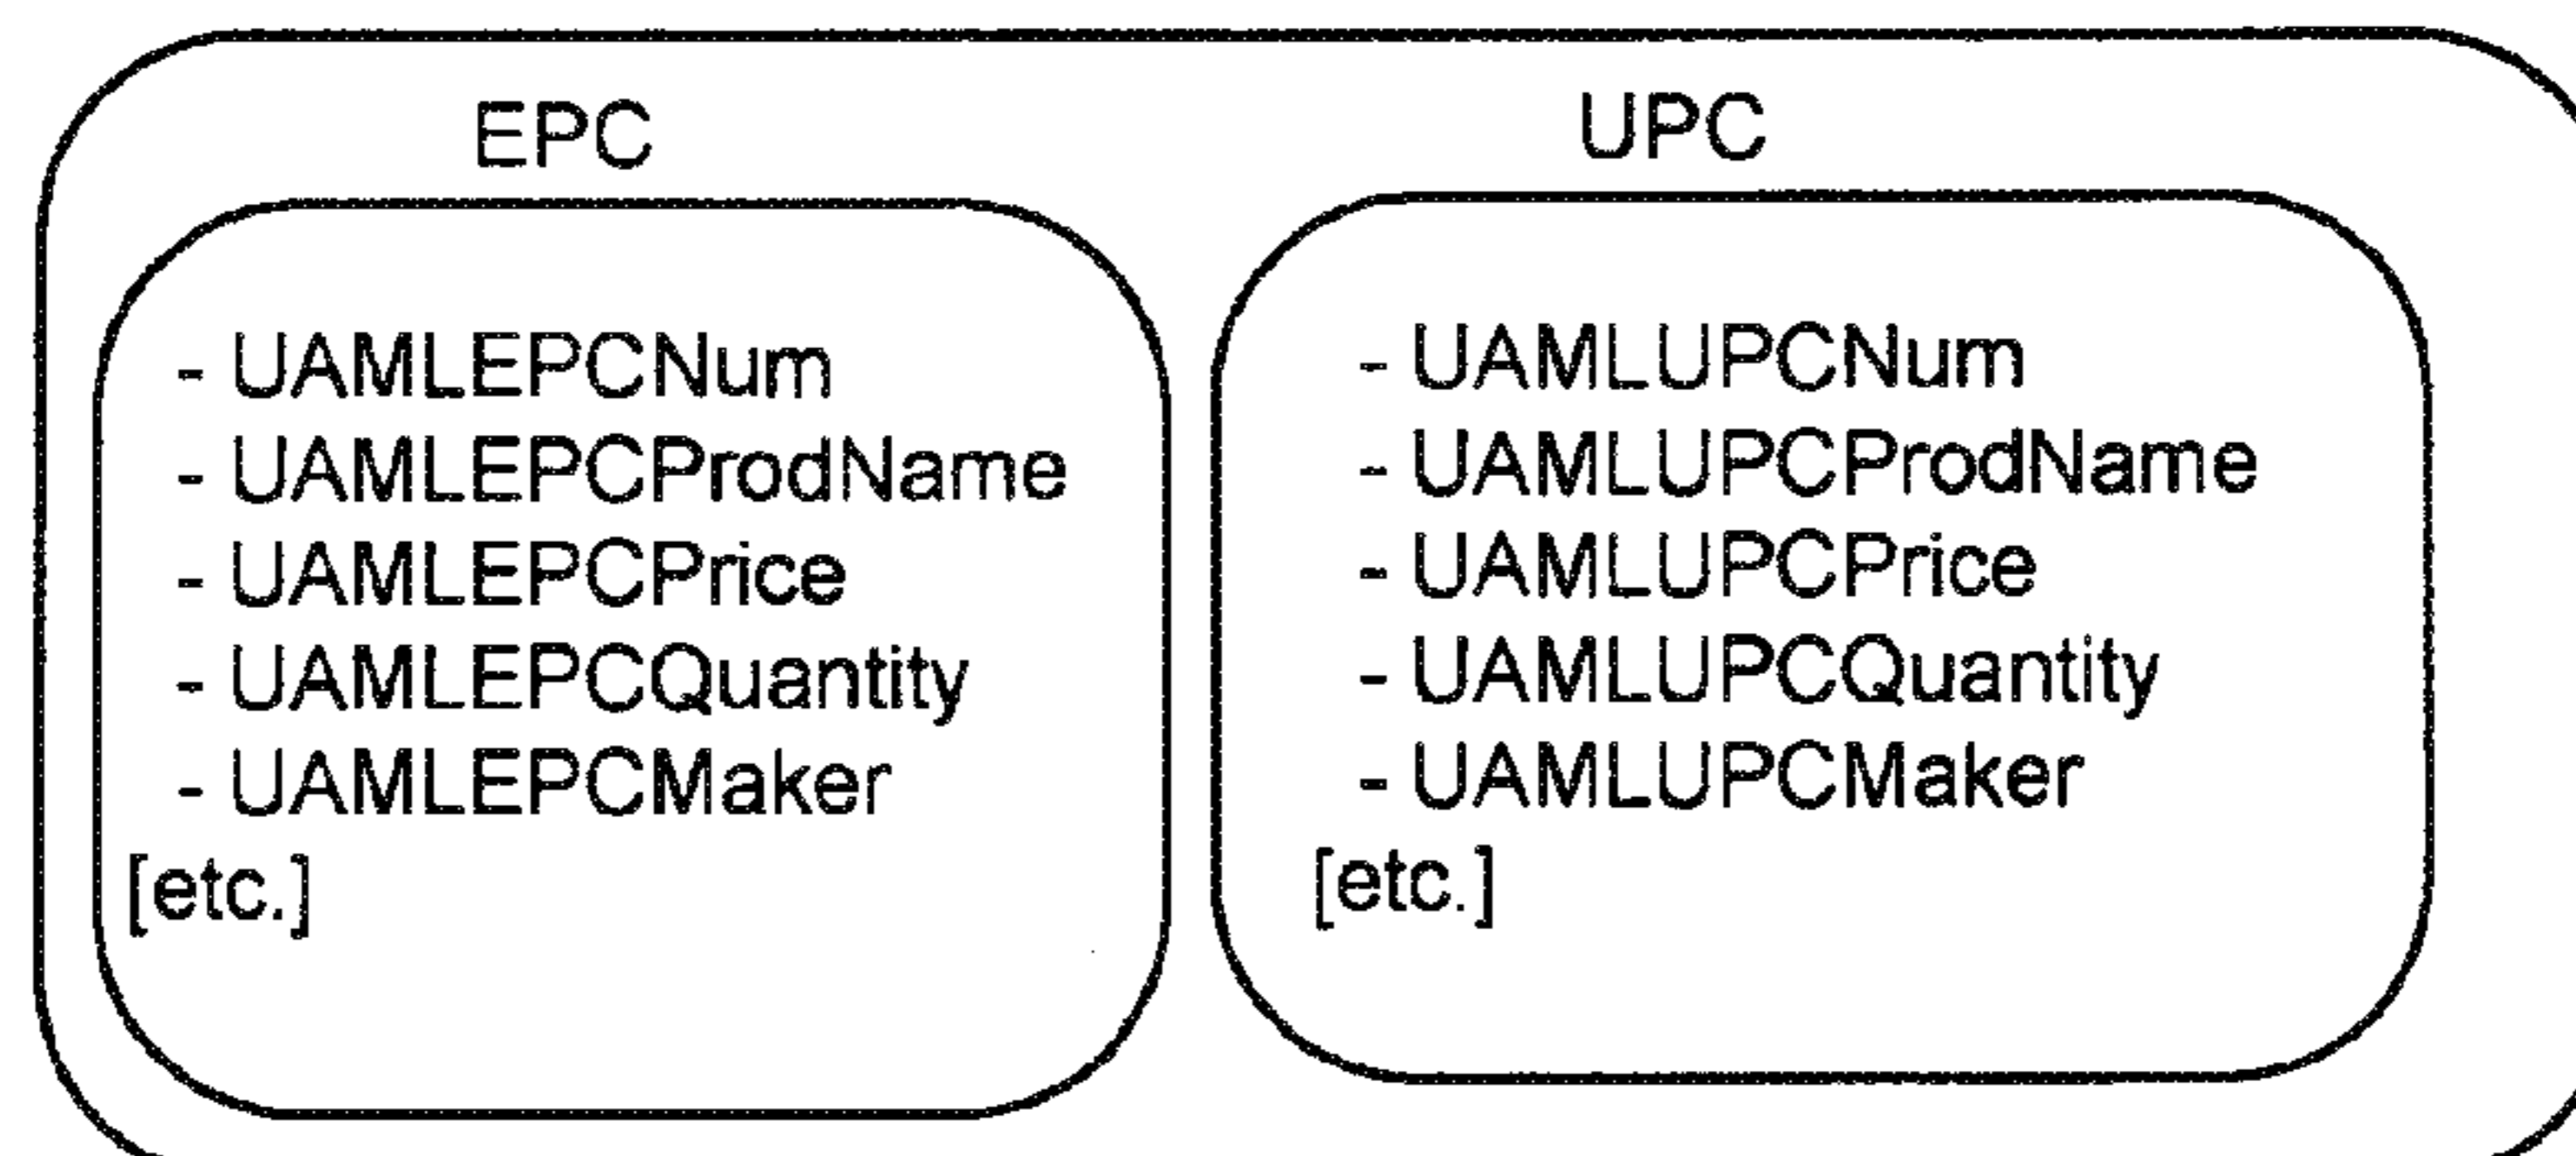 EPC
- UAMLEPCNum
- UAMLEPCProdName
- UAMLEPCPrice
- UAMLEPCQuantity
- UAMLEPCMaker
[etc.]
UPC
- UAMLUPCNum
- UAMLUPCProdName
- UAMLUPCPrice
- UAMLUPCQuantity
- UAMLUPCMaker
[etc.]